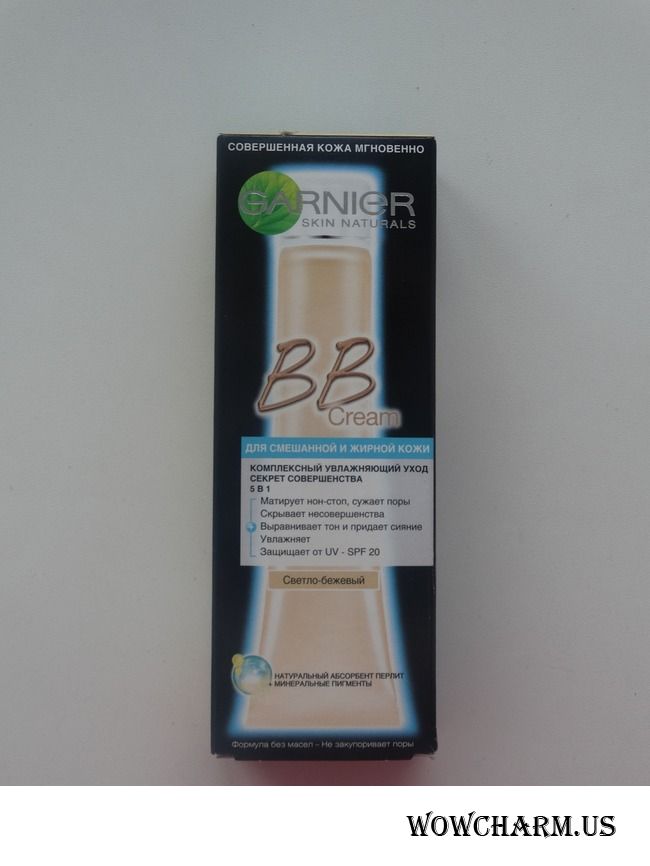 СОВЕРШЕННАЯ КОЖА МГНОВЕННО
GARNIER
SKIN NATURALS
BB
Cream
ДЛЯ СМЕШАННОЙ И ЖИРНОЙ КОЖИ
КОМПЛЕКСНЫЙ УВЛАЖНЯЮЩИЙ УХОД
СЕКРЕТ СОВЕРШЕНСТВА
5 В 1
Матирует нон-стоп, сужает поры
Скрывает несовершенства
Выравнивает тон и придает сияние
Увлажняет
Защищает от UV - SPF 20
Светло-бежевый
НАТУРАЛЬНЫЙ АБСОРБЕНТ ПЕРЛИТ
+ МИНЕРАЛЬНЫЕ ПИГМЕНТЫ
Формула без масел – Не закупоривает поры
WOWCHARM.US